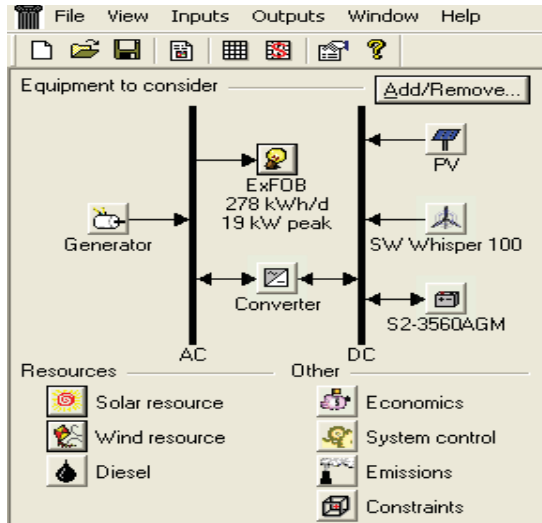 File View Inputs Outputs Window Help
Equipment to consider
Add/Remove...
ExFOB
278 kWh/d
19 kW peak
PV
Generator
SW Whisper 100
Converter
S2-3560AGM
AC
DC
Resources
Other
Solar resource
Economics
Wind resource
System control
Diesel
Emissions
Constraints